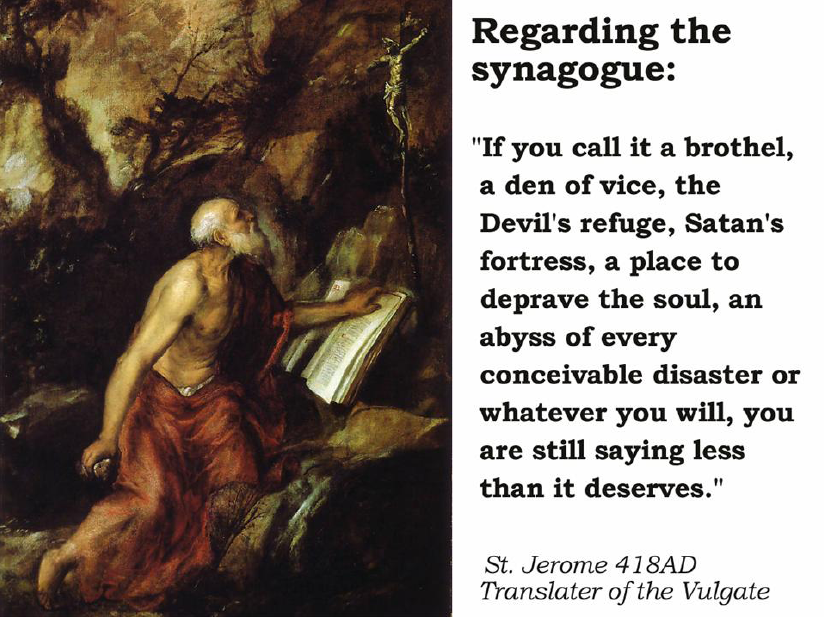 Regarding the
synagogue:
"If you call it a brothel,
a den of vice, the
Devil's refuge, Satan's
fortress, a place to
deprave the soul, an
abyss of every
conceivable disaster or
whatever you will, you
are still saying less
than it deserves."
St. Jerome 418AD
Translater of the Vulgate